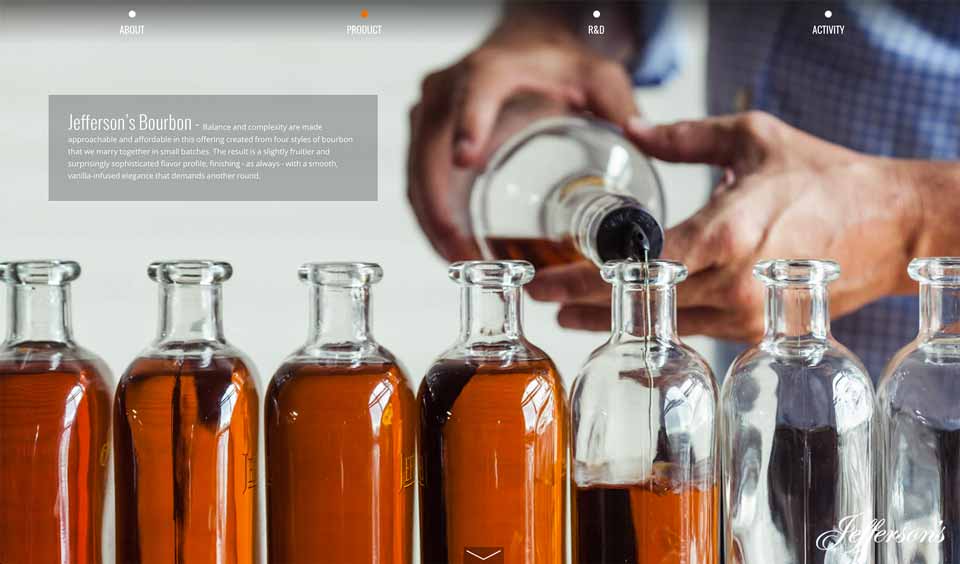 ABOUT PRODUCT R&D ACTIVITY
Jefferson's Bourbon - Balance and complexity are made
approachable and affordable in this offering created from four styles of bourbon
that we marry together in small batches. The result is a slightly fruitier and
surprisingly sophisticated flavor profile, finishing - as always - with a smooth,
vanilla-infused elegance that demands another round.
Jefferson's